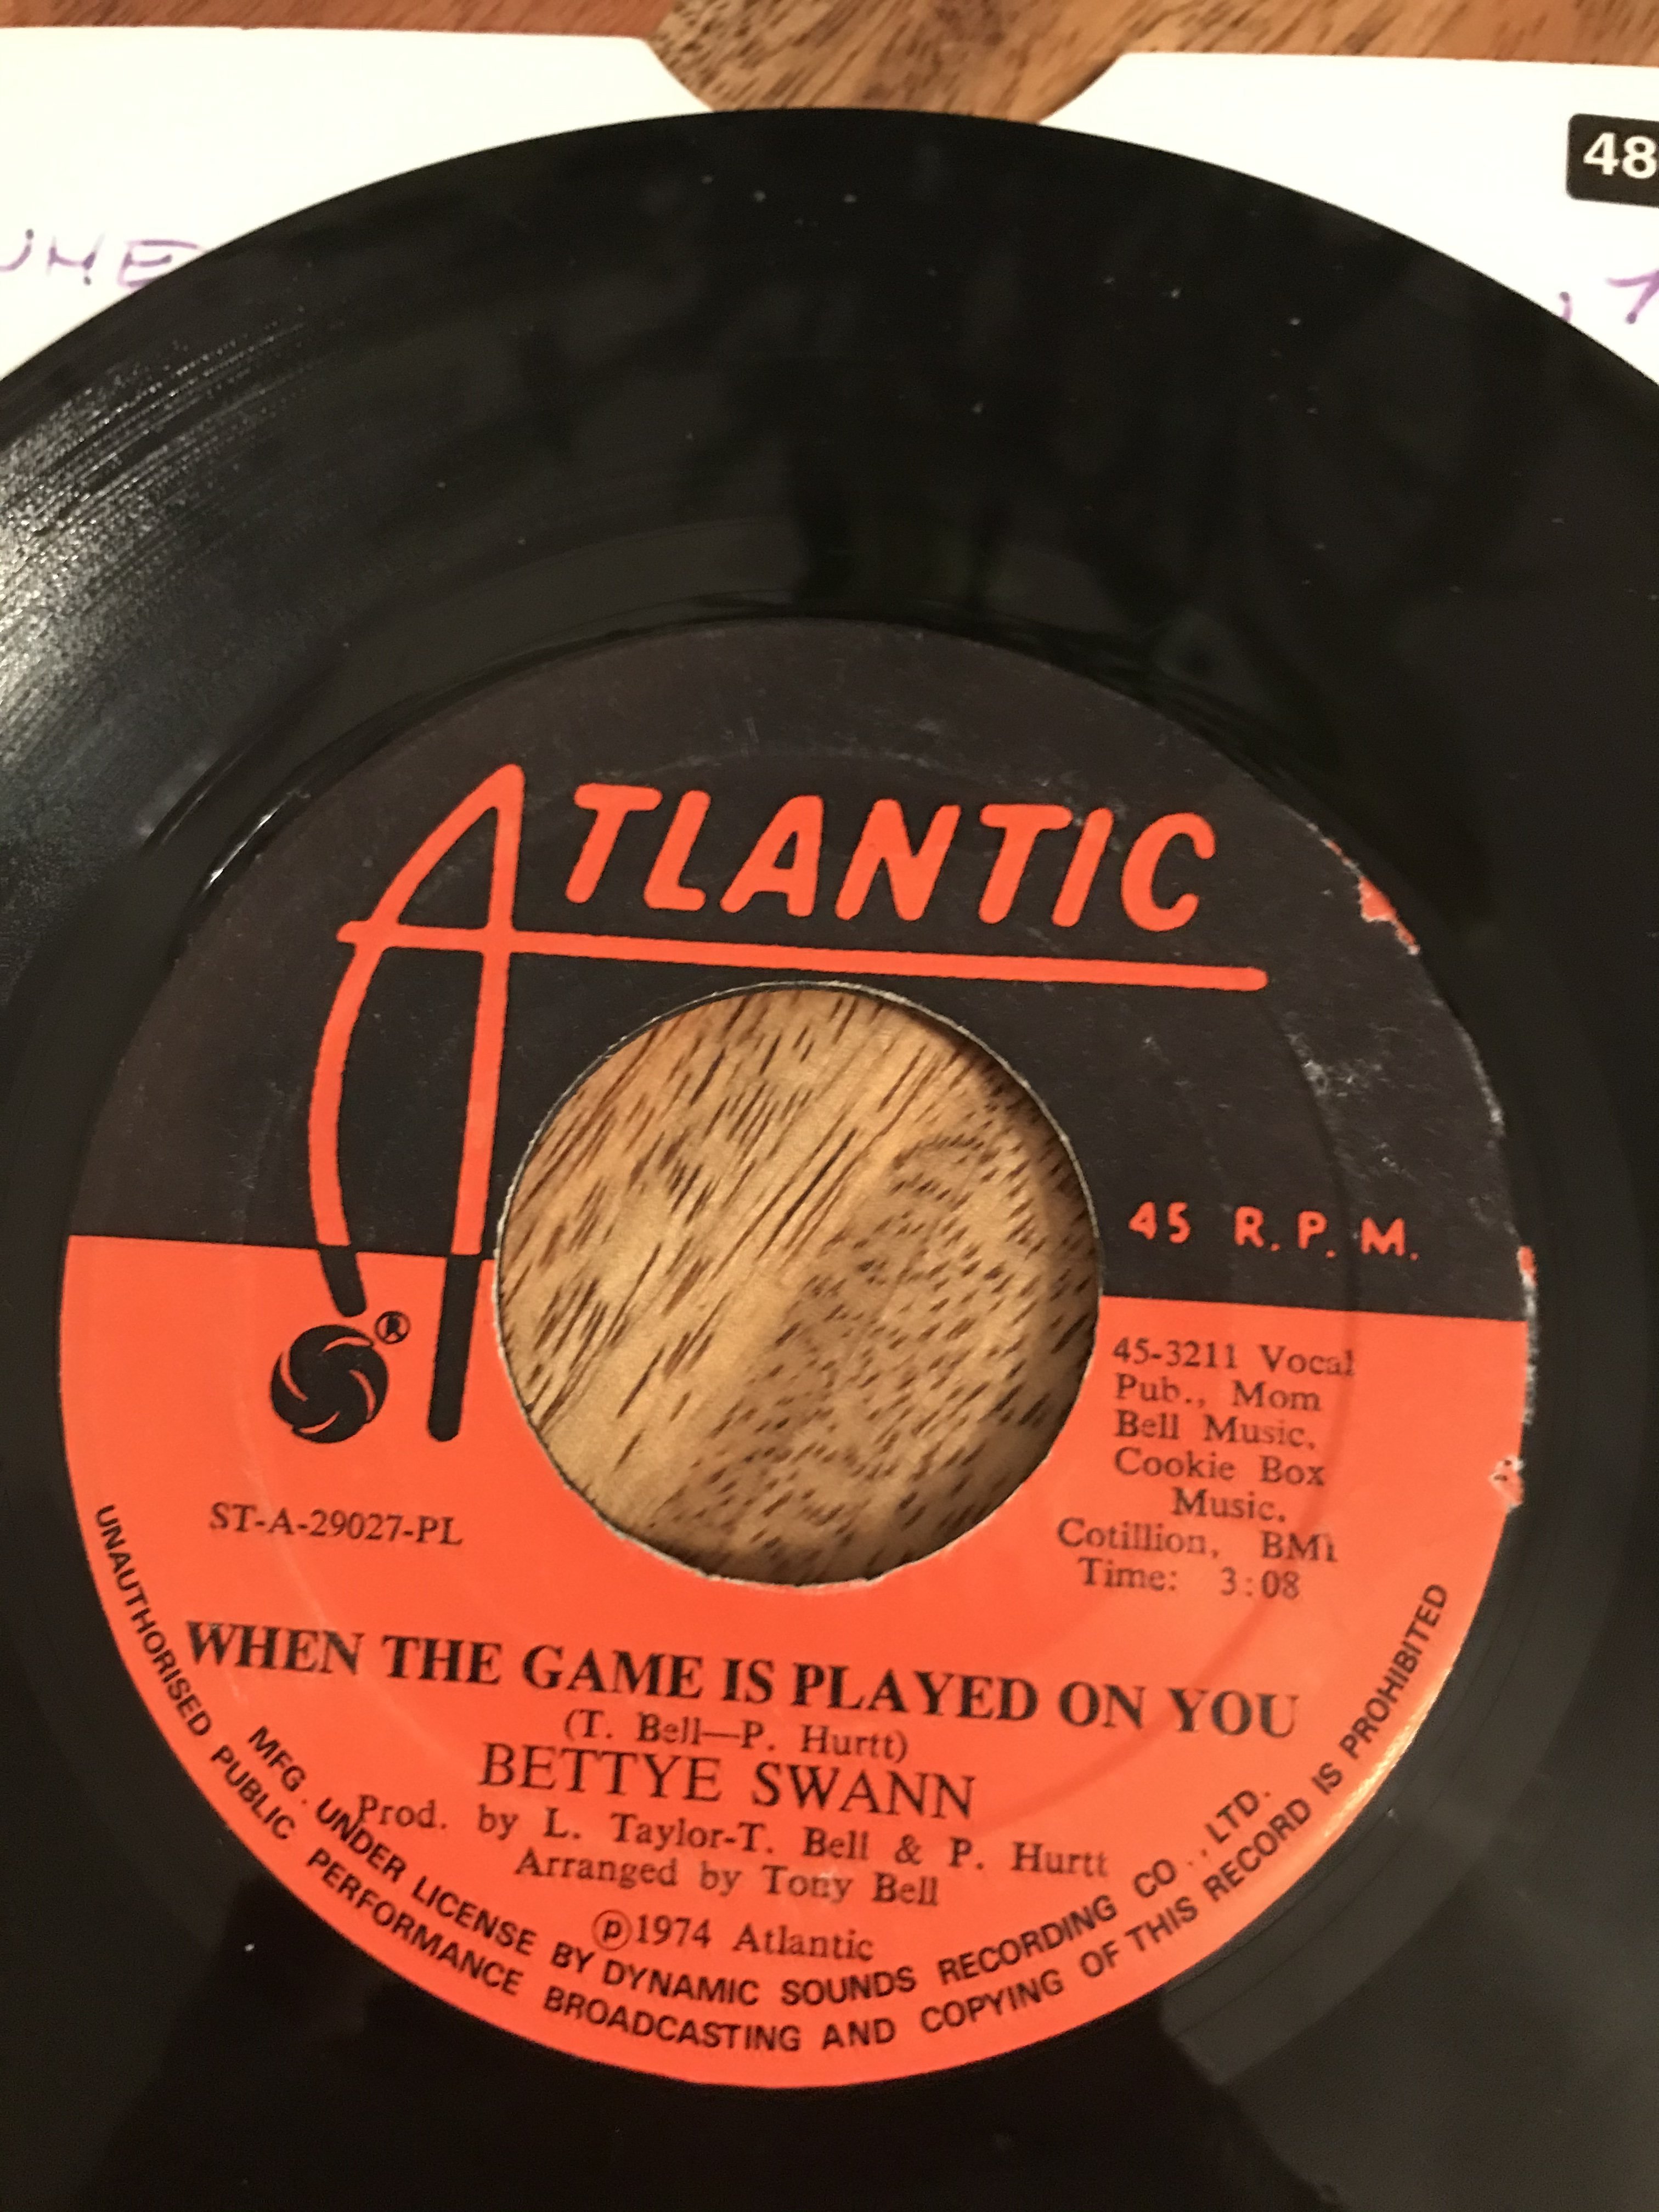 48
ATLANTIC
45 R.P.M.
®
45-3211 Vocal
Pub., Mom
Bell Music,
Cookie Box
Music,
Cotillion, BMI
Time: 3:08
ST-A-29027-PL
WHEN THE GAME IS PLAYED ON YOU
(T. Bell—P. Hurtt)
BETTYE SWANN
Prod. by L. Taylor-T. Bell & P. Hurtt
Arranged by Tony Bell
℗1974 Atlantic
MFG. UNDER LICENSE BY DYNAMIC SOUNDS RECORDING CO., LTD.
UNAUTHORISED PUBLIC PERFORMANCE BROADCASTING AND COPYING OF THIS RECORD IS PROHIBITED